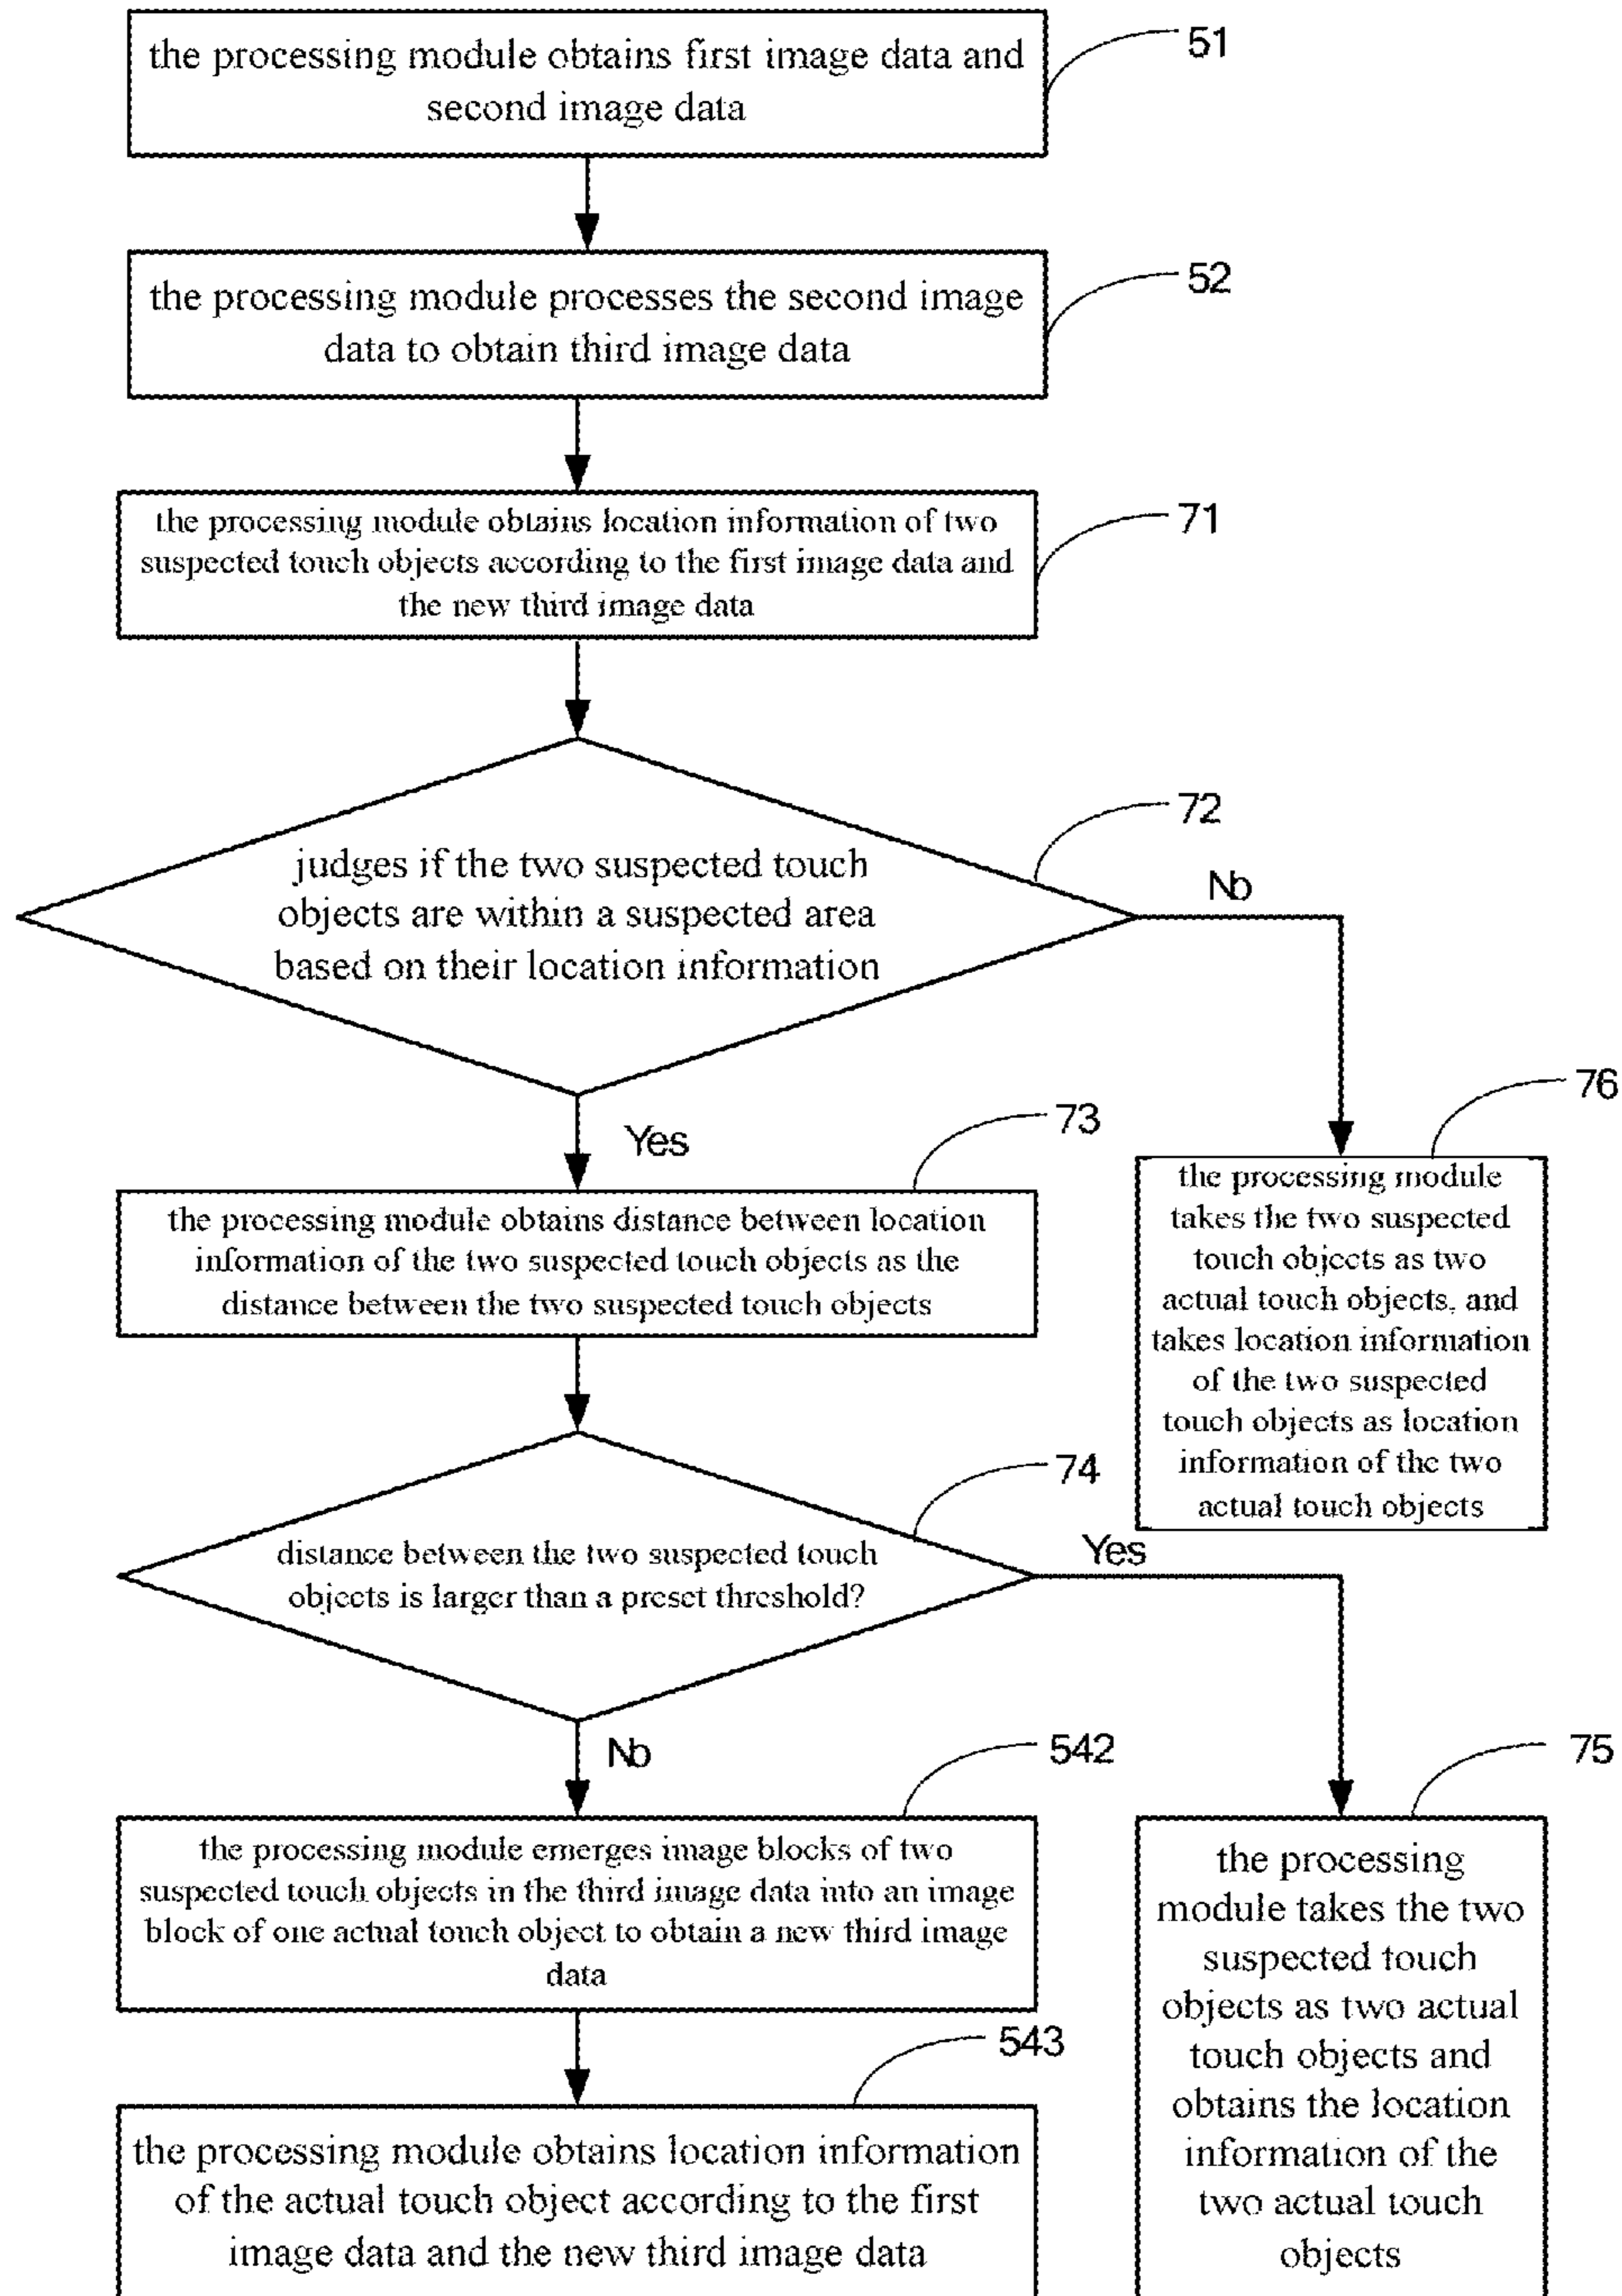 the processing module obtains first image data and
second image data
51
the processing module processes the second image
data to obtain third image data
52
the processing module obtains location information of two
suspected touch objects according to the first image data and
the new third image data
71
judges if the two suspected touch
objects are within a suspected area
based on their location information
72
No
Yes
the processing module obtains distance between location
information of the two suspected touch objects as the
distance between the two suspected touch objects
73
76
the processing module
takes the two suspected
touch objects as two
actual touch objects, and
takes location information
of the two suspected
touch objects as location
information of the two
actual touch objects
distance between the two suspected touch
objects is larger than a preset threshold?
74
Yes
No
the processing module emerges image blocks of two
suspected touch objects in the third image data into an image
block of one actual touch object to obtain a new third image
data
542
75
the processing
module takes the two
suspected touch
objects as two actual
touch objects and
obtains the location
information of the
two actual touch
objects
the processing module obtains location information
of the actual touch object according to the first
image data and the new third image data
543